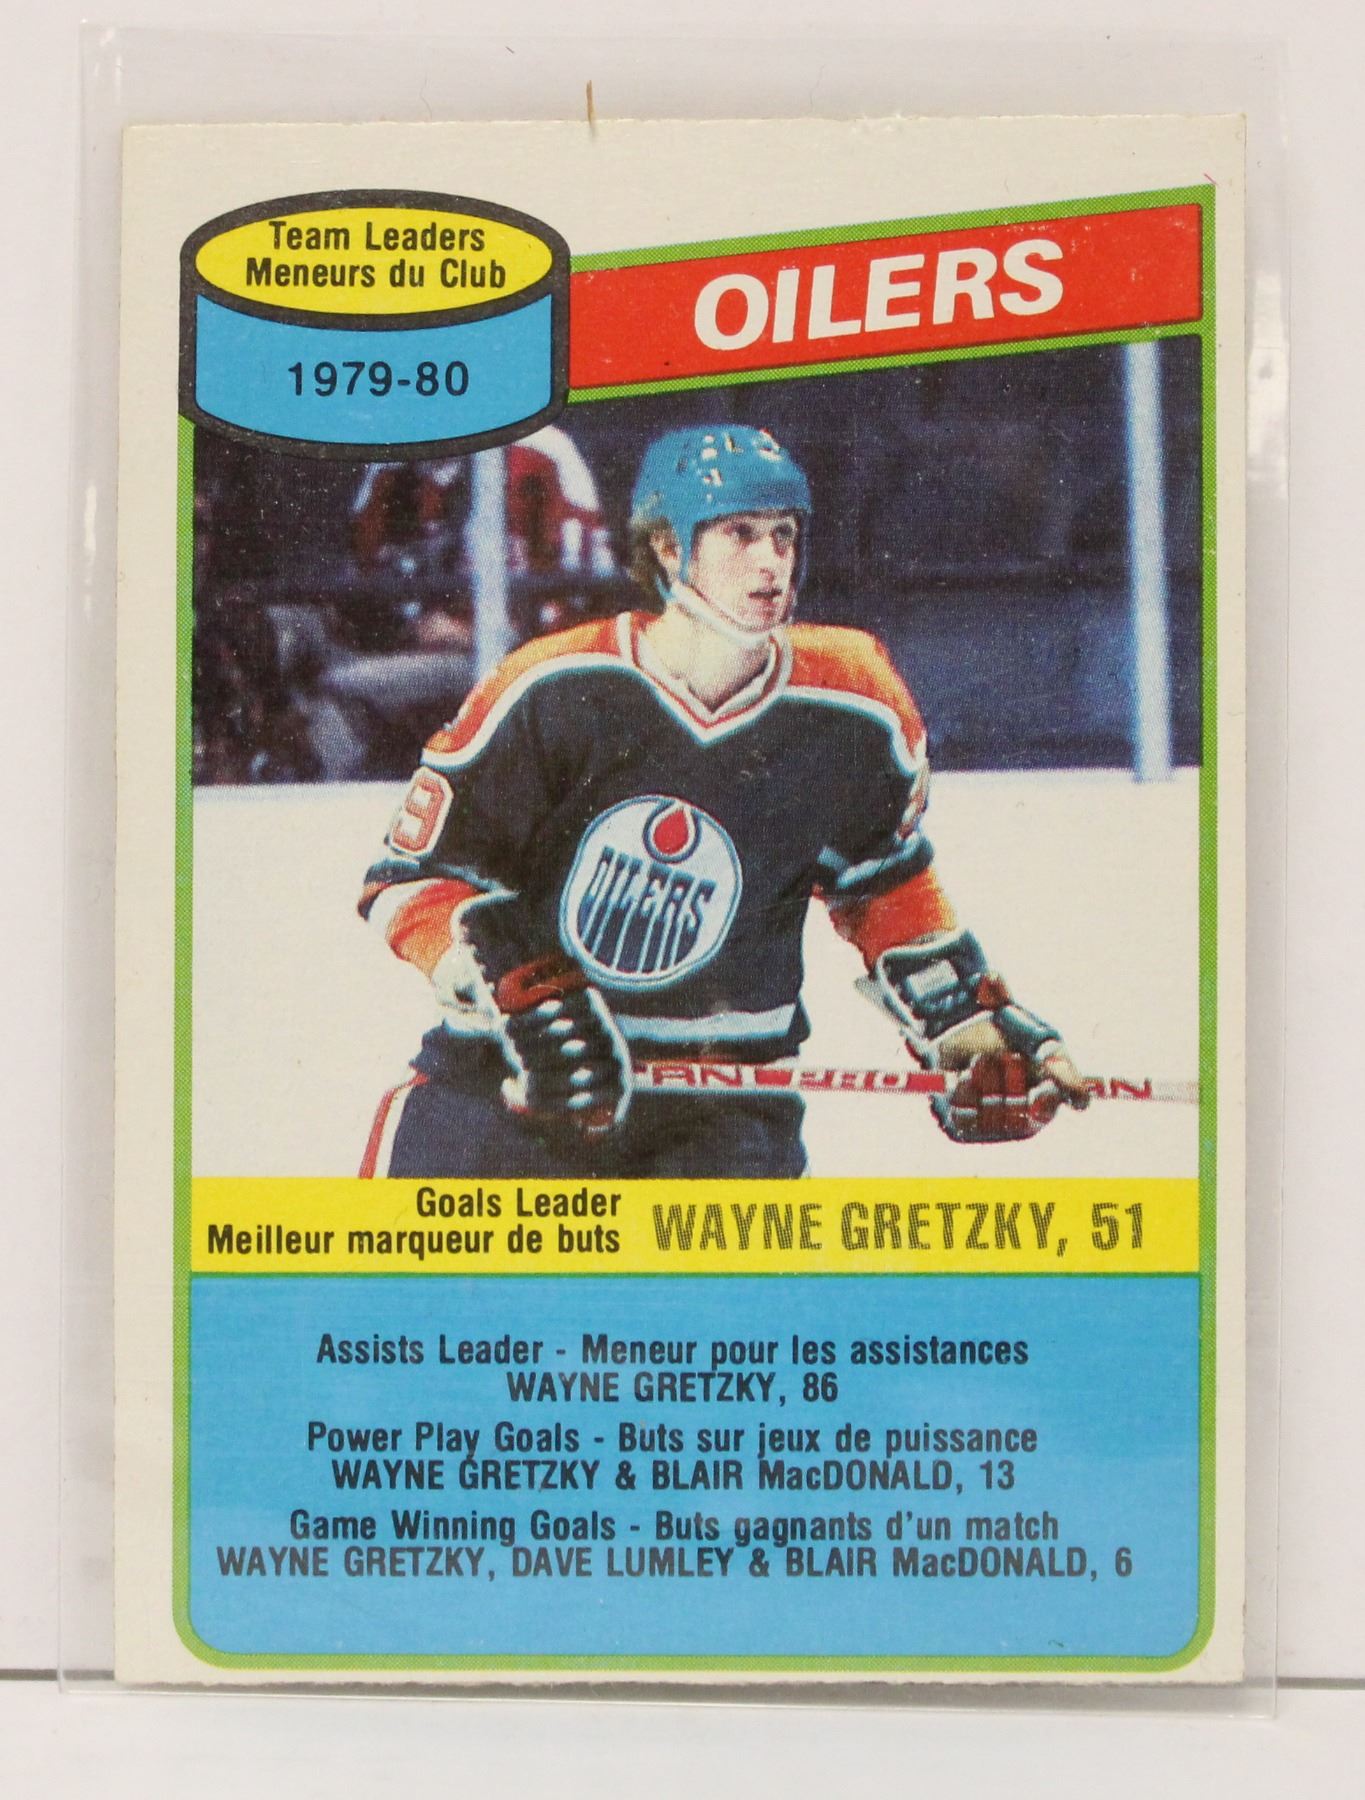 Team Leaders
Meneurs du Club
1979-80
OILERS
9
OILERS
PRO
Goals Leader
Meilleur marqueur de buts
WAYNE GRETZKY, 51
Assists Leader - Meneur pour les assistances
WAYNE GRETZKY, 86
Power Play Goals - Buts sur jeux de puissance
WAYNE GRETZKY & BLAIR MacDONALD, 13
Game Winning Goals - Buts gagnants d'un match
WAYNE GRETZKY, DAVE LUMLEY & BLAIR MacDONALD, 6